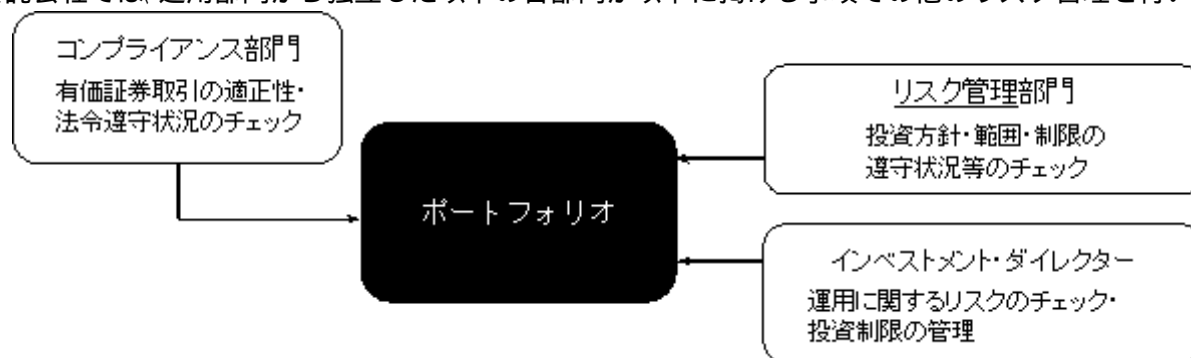 コンプライアンス部門
有価証券取引の適正性・
法令遵守状況のチェック
リスク管理部門
投資方針・範囲・制限の
遵守状況等のチェック
ポートフォリオ
インベストメント・ダイレクター
運用に関するリスクのチェック・
投資制限の管理